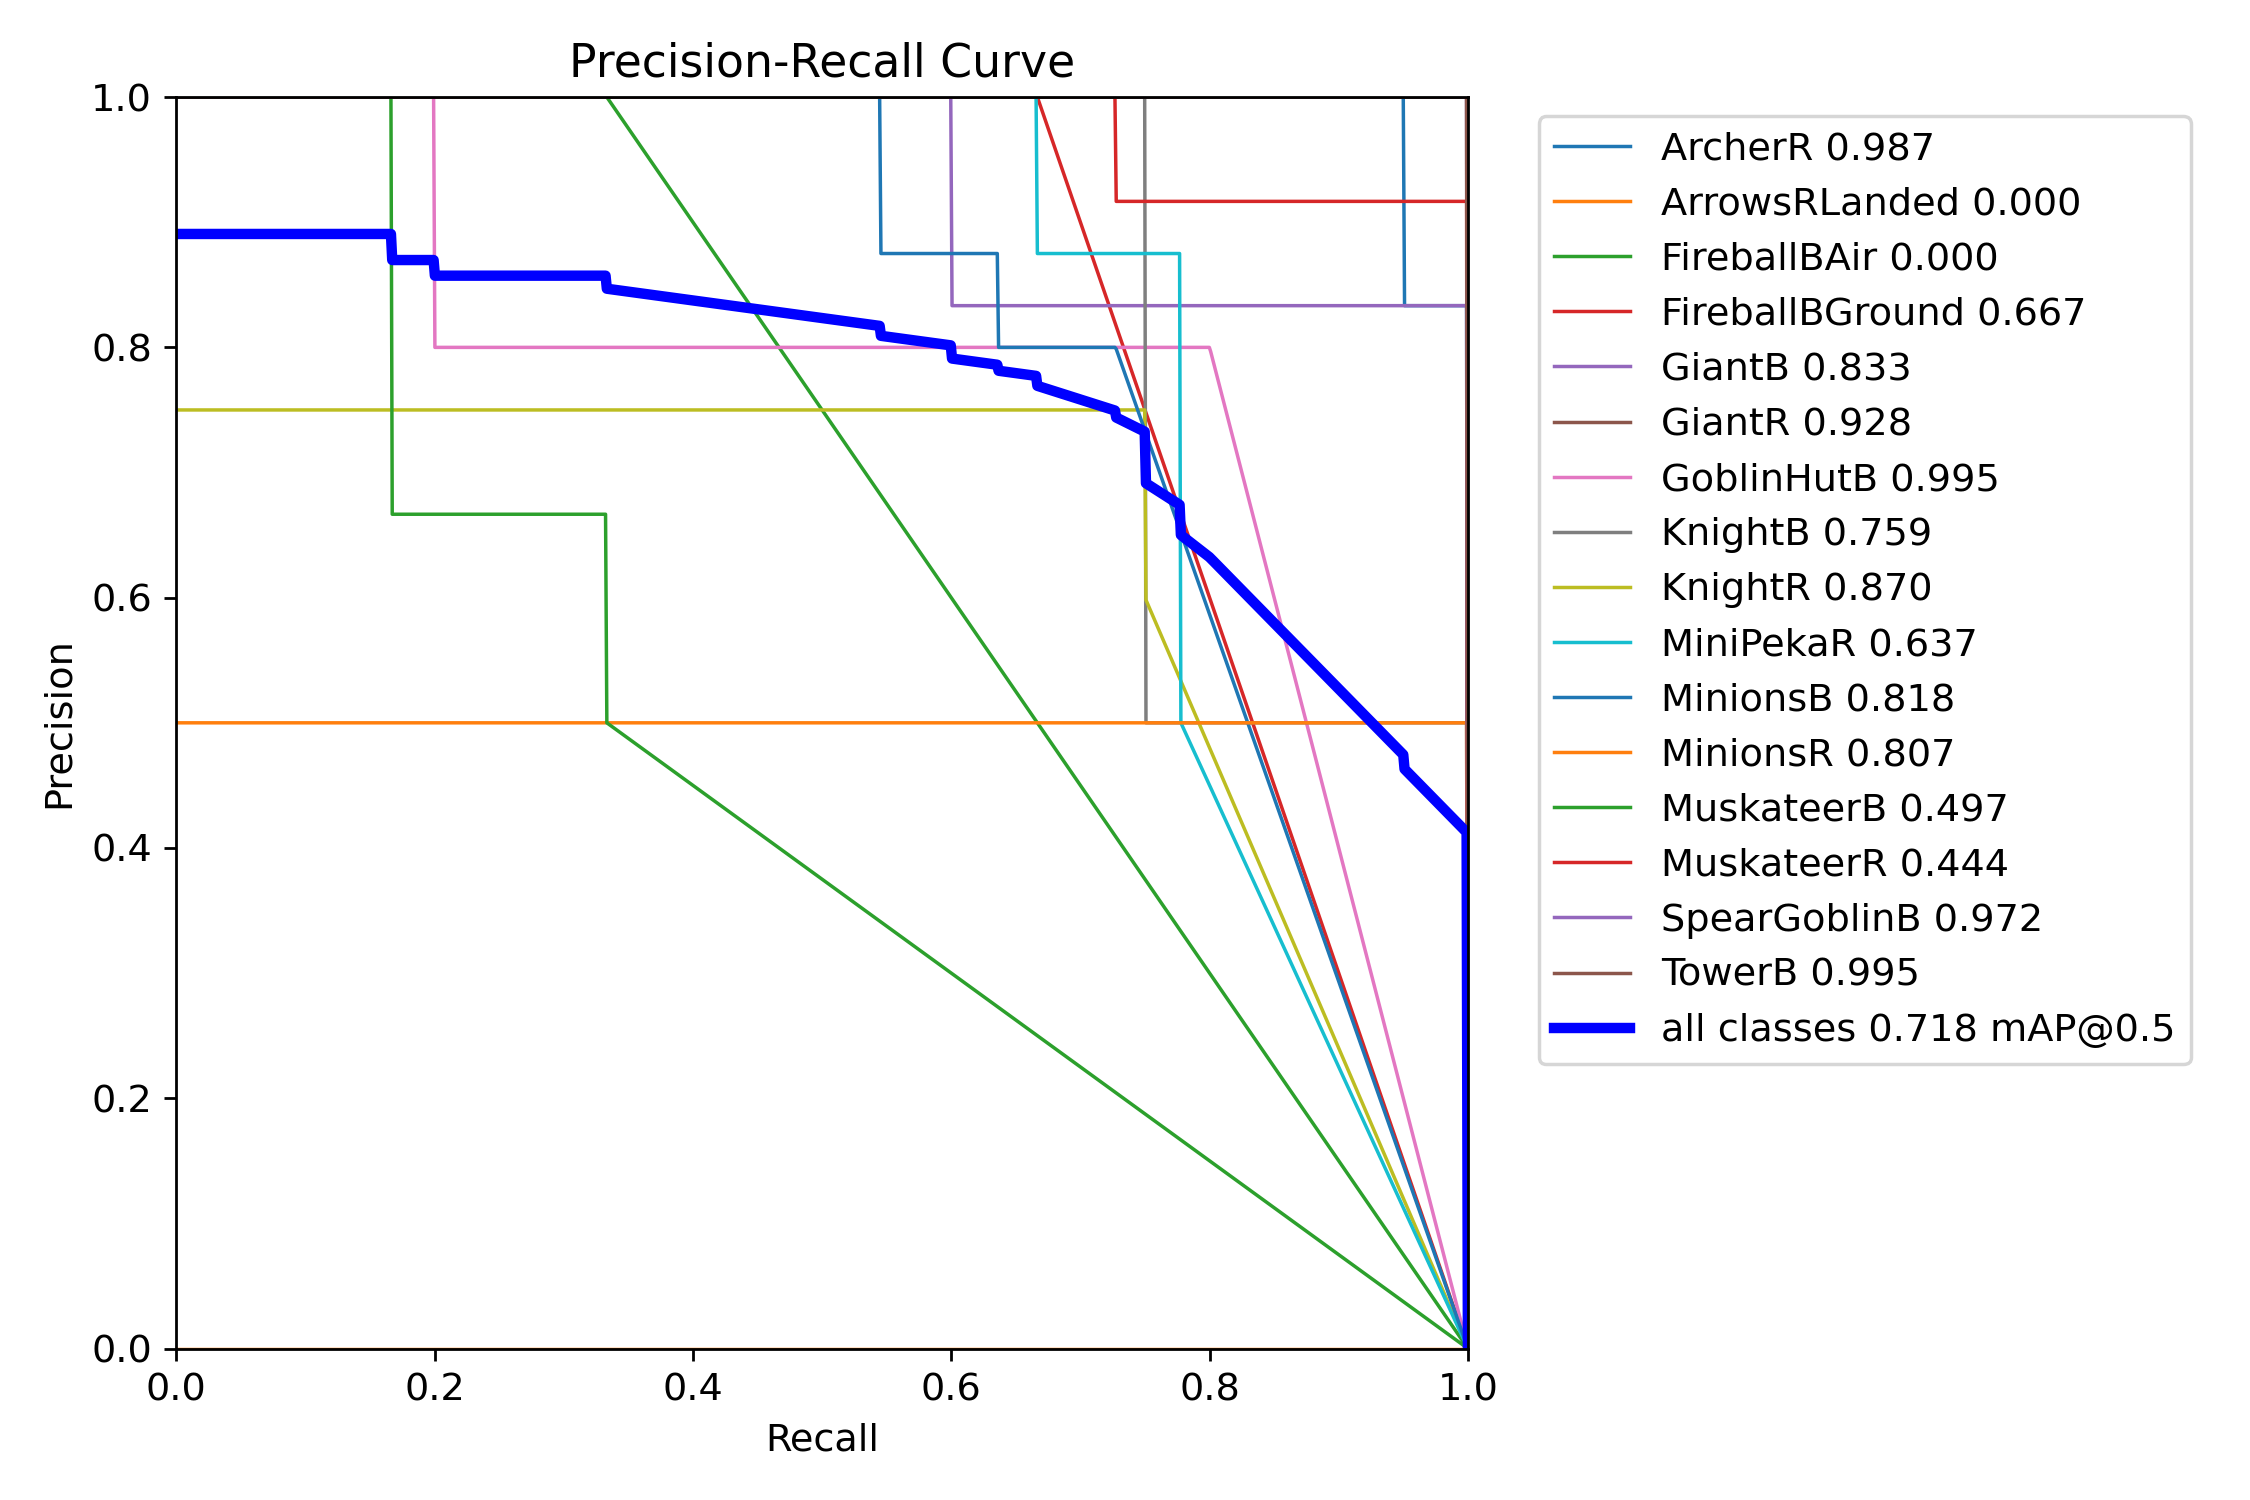 Precision-Recall Curve
1.0
0.8
0.6
0.4
0.2
0.0
Precision
0.0 0.2 0.4 0.6 0.8 1.0
Recall
ArcherR 0.987
ArrowsRLanded 0.000
FireballBAir 0.000
FireballBGround 0.667
GiantB 0.833
GiantR 0.928
GoblinHutB 0.995
KnightB 0.759
KnightR 0.870
MiniPekaR 0.637
MinionsB 0.818
MinionsR 0.807
MuskateerB 0.497
MuskateerR 0.444
SpearGoblinB 0.972
TowerB 0.995
all classes 0.718 mAP@0.5